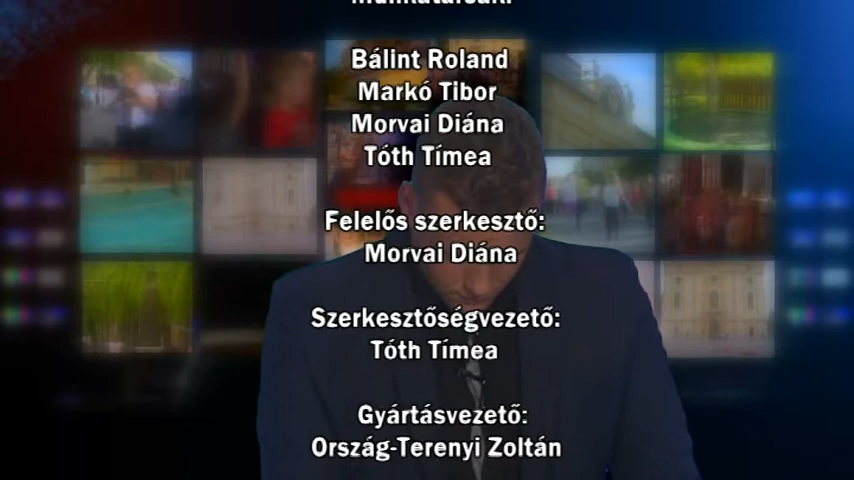 Munkatársak:
Bálint Roland
Markó Tibor
Morvai Diána
Tóth Tímea
Felelős szerkesztő:
Morvai Diána
Szerkesztőségvezető:
Tóth Tímea
Gyártásvezető:
Ország-Terenyi Zoltán